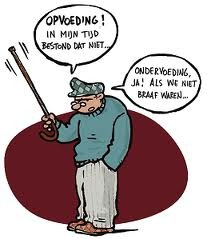 OPVOEDING!
IN MIJN TIJD
BESTOND DAT NIET...
ONDERVOEDING,
JA! ALS WE NIET
BRAAF WAREN...